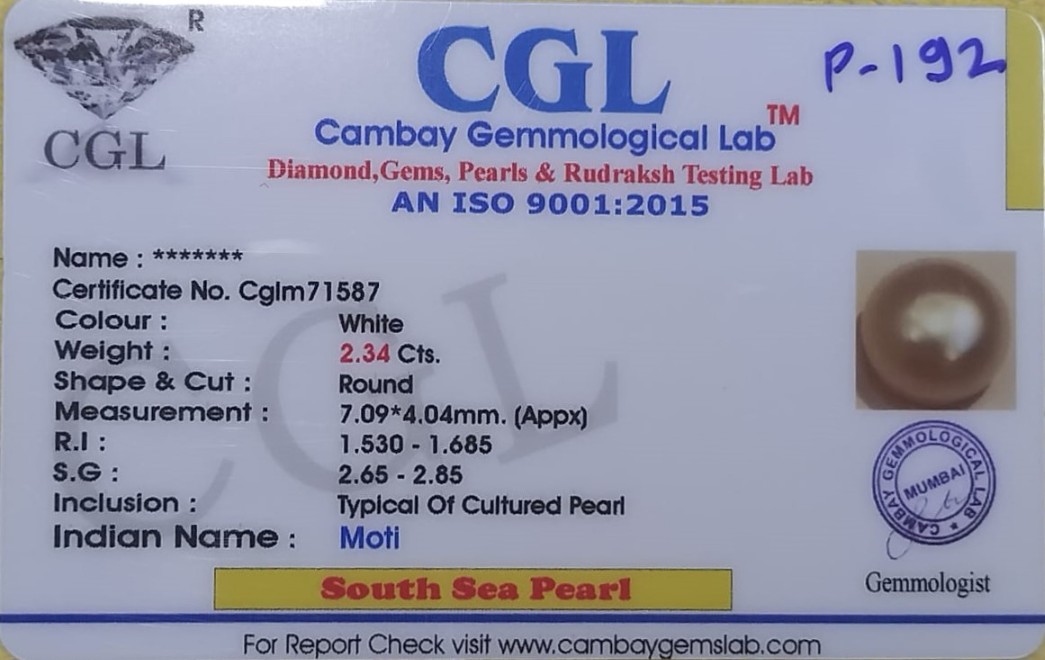 R
CGL
CGL
P-192
Cambay Gemmological Lab™
Diamond,Gems, Pearls & Rudraksh Testing Lab
AN ISO 9001:2015
Name : *******
Certificate No. Cglm71587
Colour : White
Weight : 2.34 Cts.
Shape & Cut : Round
Measurement : 7.09*4.04mm. (Appx)
R.I : 1.530 - 1.685
S.G : 2.65 - 2.85
Inclusion : Typical Of Cultured Pearl
Indian Name : Moti
CGL
CAMBAY GEMMOLOGICAL LAB ★
MUMBAI
Gemmologist
South Sea Pearl
For Report Check visit www.cambaygemslab.com